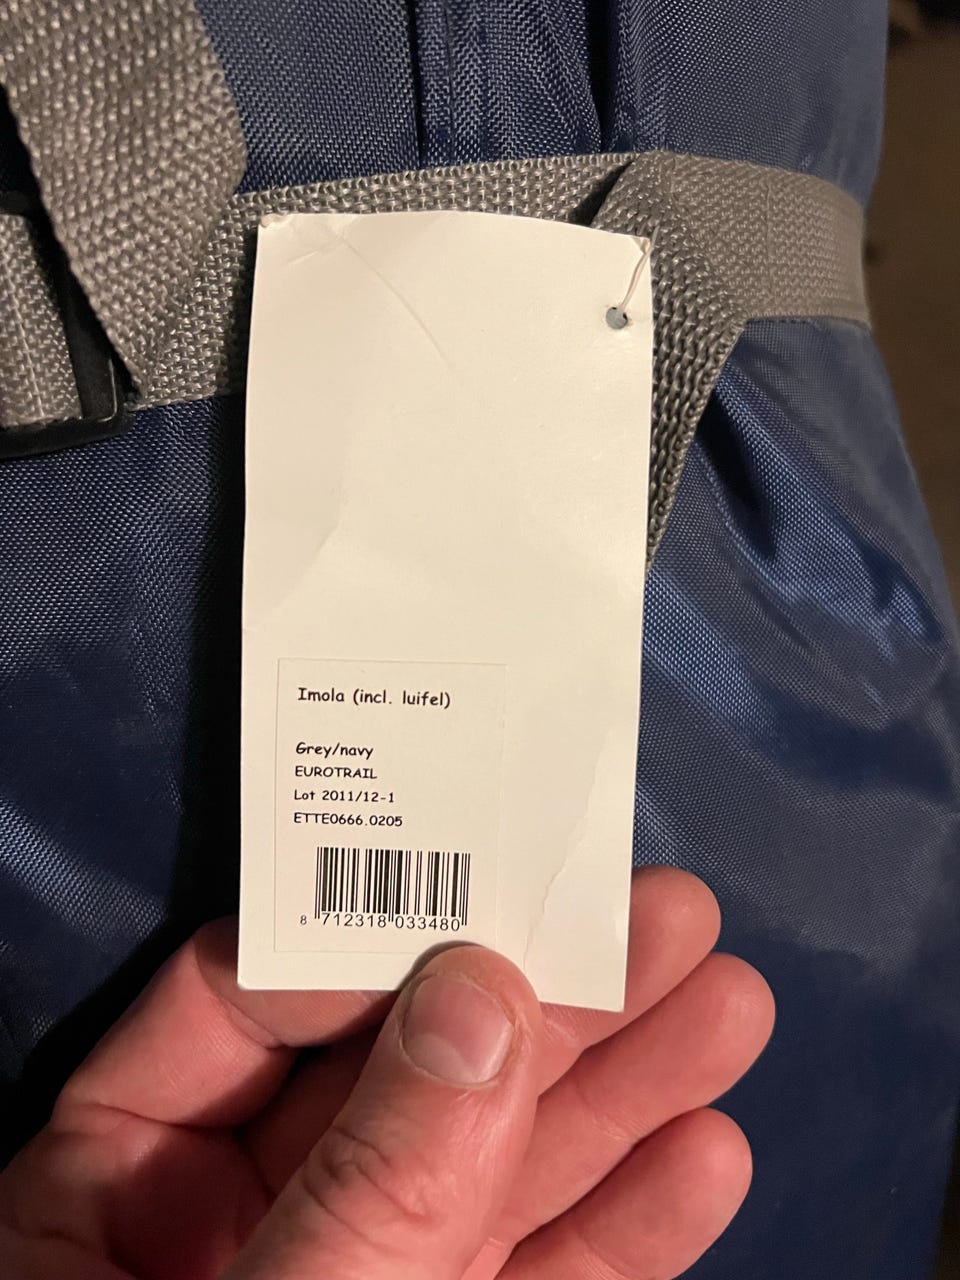 Imola (incl. luifel)
Grey/navy
EUROTRAIL
Lot 2011/12-1
ETTE0666.0205
8 712318 033480